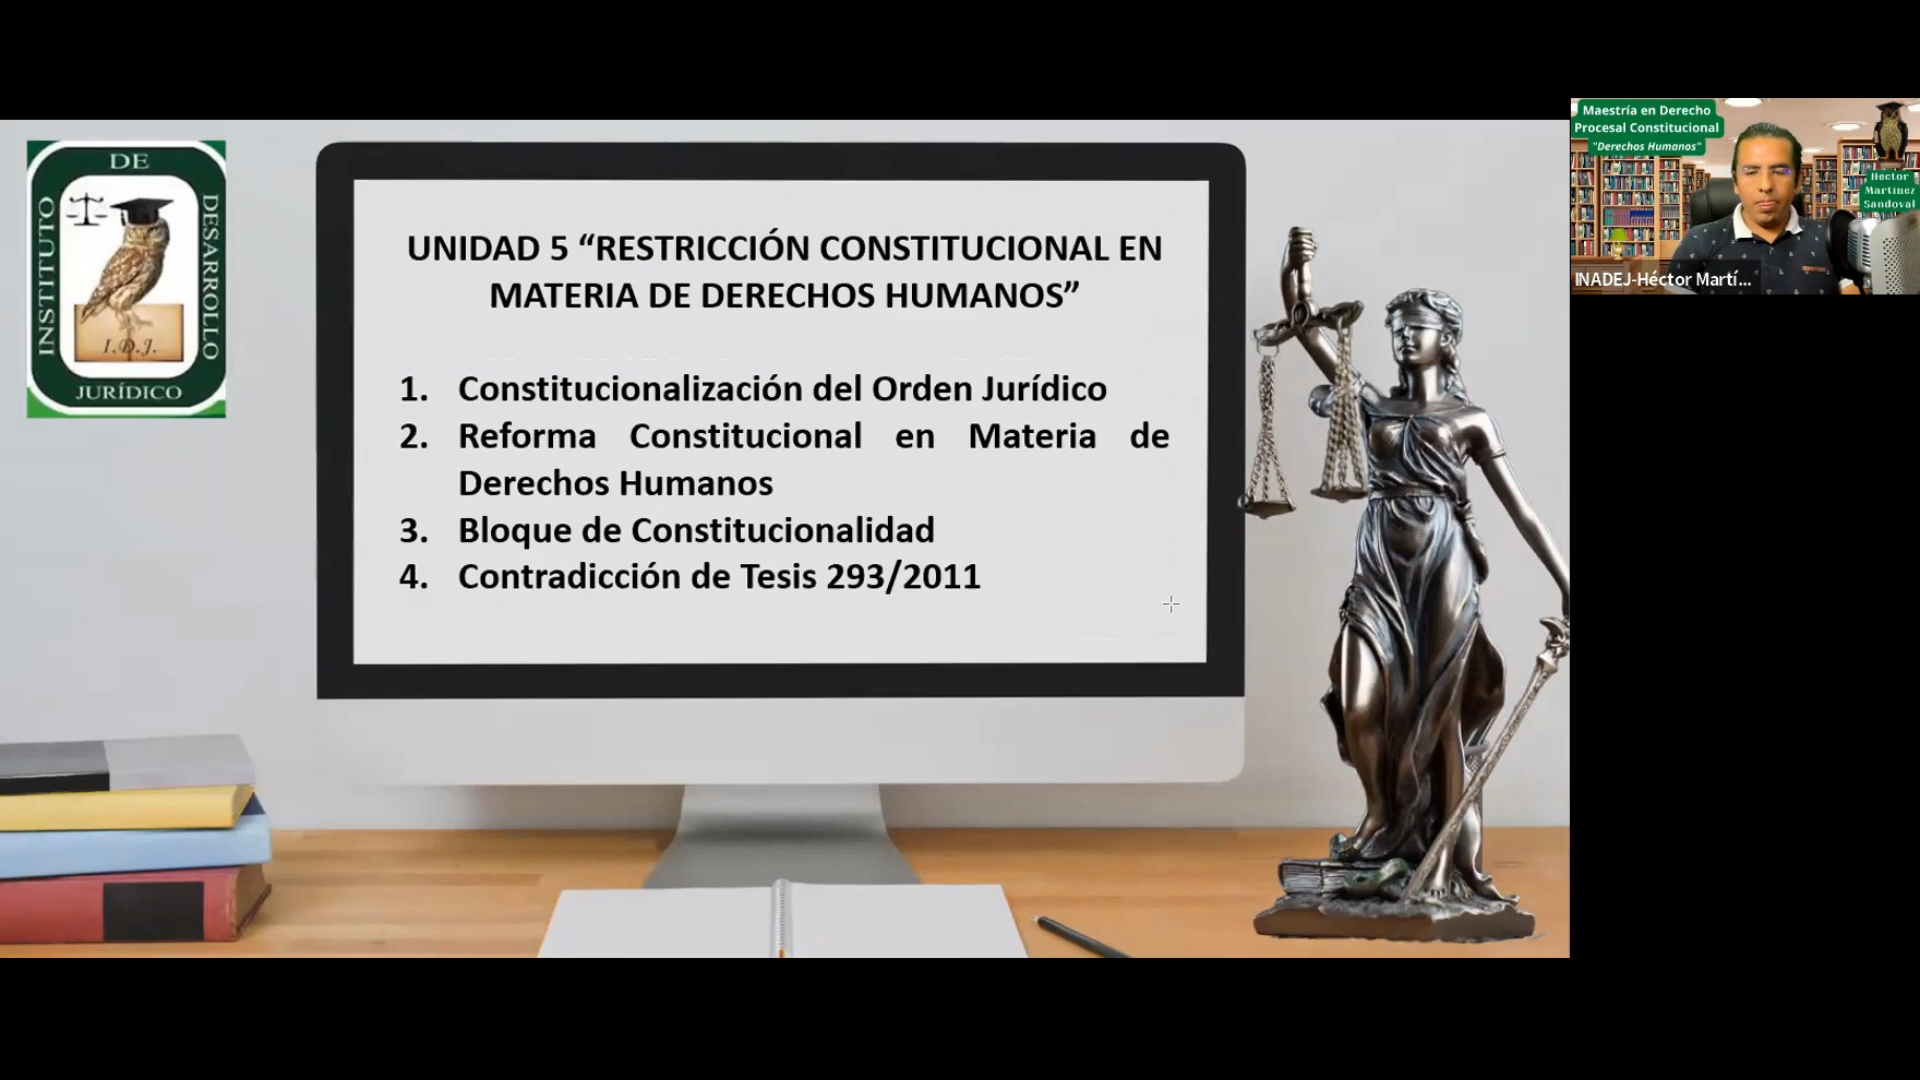 INSTITUTO
DE
DESARROLLO
I.D.J.
JURÍDICO
UNIDAD 5 “RESTRICCIÓN CONSTITUCIONAL EN
MATERIA DE DERECHOS HUMANOS”
1. Constitucionalización del Orden Jurídico
2. Reforma Constitucional en Materia de
Derechos Humanos
3. Bloque de Constitucionalidad
4. Contradicción de Tesis 293/2011
Maestría en Derecho
Procesal Constitucional
"Derechos Humanos"
Hector
Martínez
Sandoval
INADEJ-Héctor Martí...